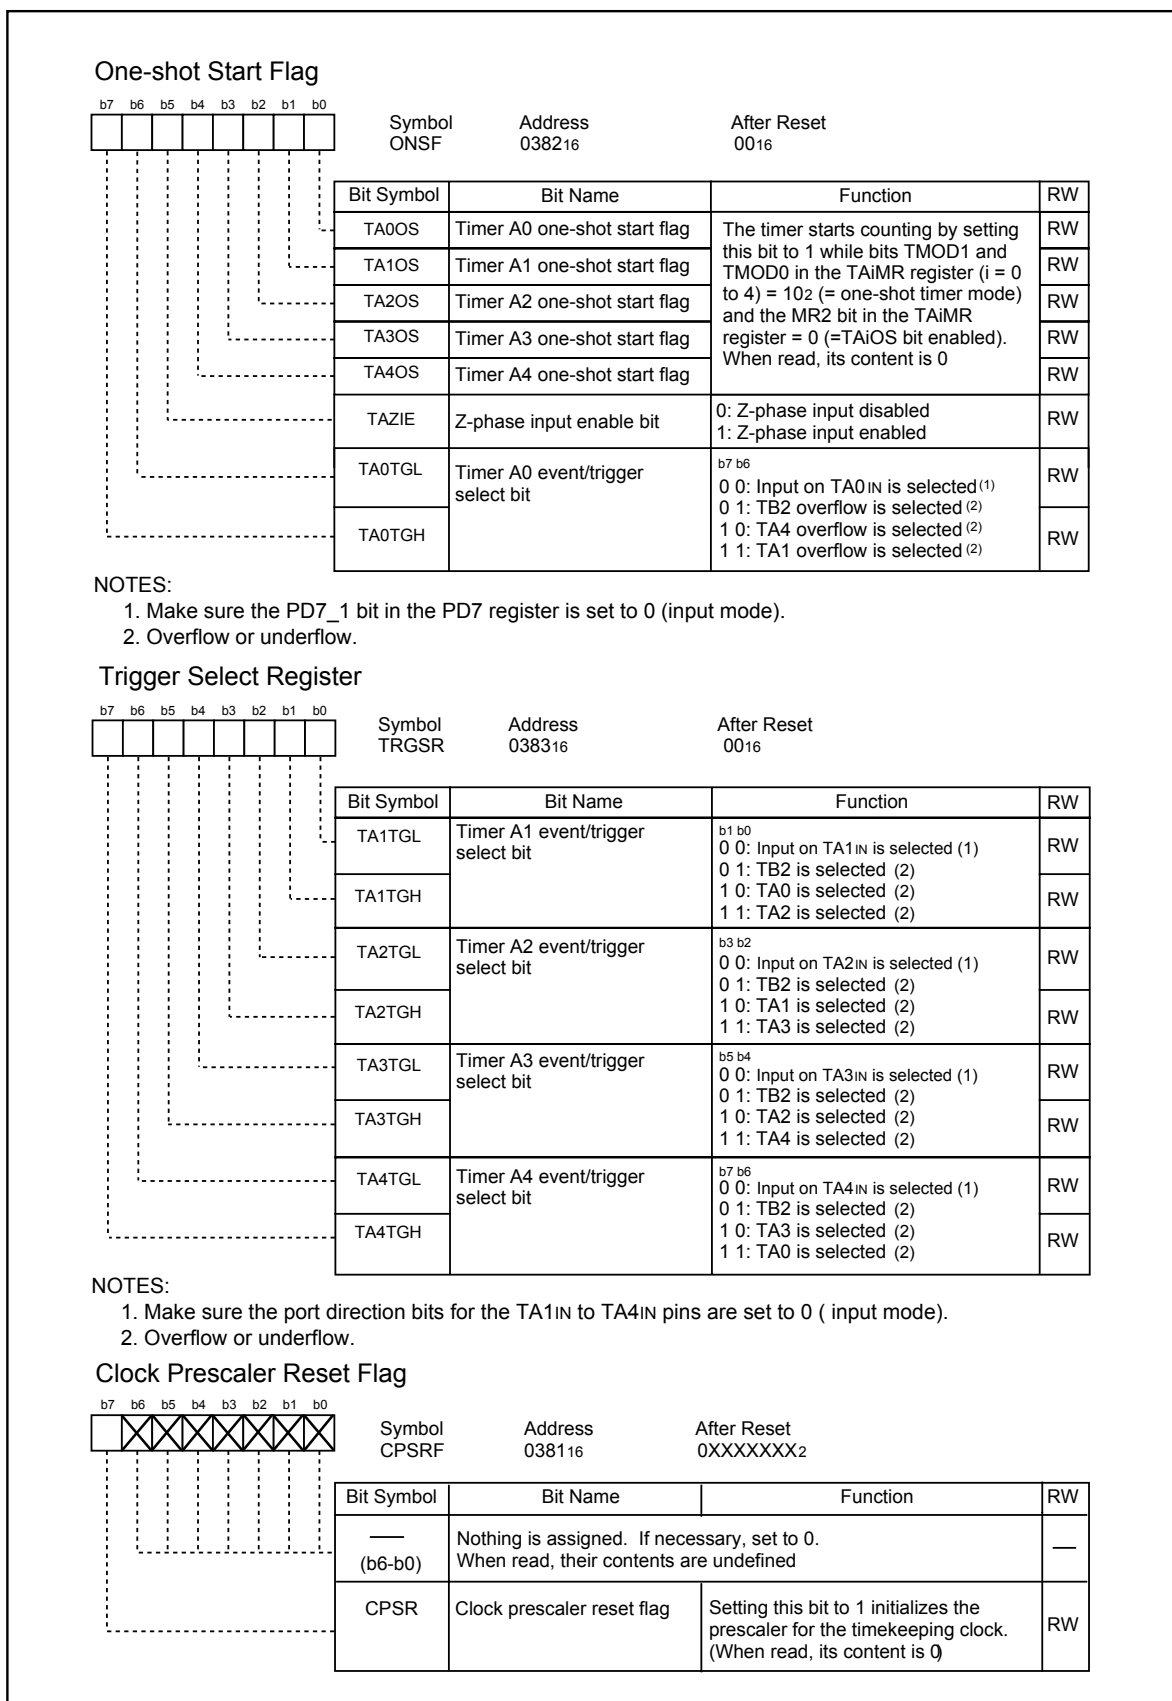 One-shot Start Flag
b7 b6 b5 b4 b3 b2 b1 b0
Symbol Address After Reset
ONSF 038216 0016
Bit Symbol Bit Name Function RW
TA0OS Timer A0 one-shot start flag RW
TA1OS Timer A1 one-shot start flag RW
TA2OS Timer A2 one-shot start flag RW
TA3OS Timer A3 one-shot start flag RW
TA4OS Timer A4 one-shot start flag RW
The timer starts counting by setting
this bit to 1 while bits TMOD1 and
TMOD0 in the TAiMR register (i = 0
to 4) = 102 (= one-shot timer mode)
and the MR2 bit in the TAiMR
register = 0 (=TAiOS bit enabled).
When read, its content is 0
TAZIE Z-phase input enable bit RW
0: Z-phase input disabled
1: Z-phase input enabled
TA0TGL RW
TA0TGH RW
Timer A0 event/trigger
select bit
b7 b6
0 0: Input on TA0IN is selected (1)
0 1: TB2 overflow is selected (2)
1 0: TA4 overflow is selected (2)
1 1: TA1 overflow is selected (2)
NOTES:
1. Make sure the PD7_1 bit in the PD7 register is set to 0 (input mode).
2. Overflow or underflow.
Trigger Select Register
b7 b6 b5 b4 b3 b2 b1 b0
Symbol Address After Reset
TRGSR 038316 0016
Bit Symbol Bit Name Function RW
TA1TGL RW
TA1TGH RW
Timer A1 event/trigger
select bit
b1 b0
0 0: Input on TA1IN is selected (1)
0 1: TB2 is selected (2)
1 0: TA0 is selected (2)
1 1: TA2 is selected (2)
TA2TGL RW
TA2TGH RW
Timer A2 event/trigger
select bit
b3 b2
0 0: Input on TA2IN is selected (1)
0 1: TB2 is selected (2)
1 0: TA1 is selected (2)
1 1: TA3 is selected (2)
TA3TGL RW
TA3TGH RW
Timer A3 event/trigger
select bit
b5 b4
0 0: Input on TA3IN is selected (1)
0 1: TB2 is selected (2)
1 0: TA2 is selected (2)
1 1: TA4 is selected (2)
TA4TGL RW
TA4TGH RW
Timer A4 event/trigger
select bit
b7 b6
0 0: Input on TA4IN is selected (1)
0 1: TB2 is selected (2)
1 0: TA3 is selected (2)
1 1: TA0 is selected (2)
NOTES:
1. Make sure the port direction bits for the TA1IN to TA4IN pins are set to 0 ( input mode).
2. Overflow or underflow.
Clock Prescaler Reset Flag
b7 b6 b5 b4 b3 b2 b1 b0
Symbol Address After Reset
CPSRF 038116 0XXXXXXX2
Bit Symbol Bit Name Function RW
—
(b6-b0)
Nothing is assigned. If necessary, set to 0.
When read, their contents are undefined
—
CPSR Clock prescaler reset flag RW
Setting this bit to 1 initializes the
prescaler for the timekeeping clock.
(When read, its content is 0)